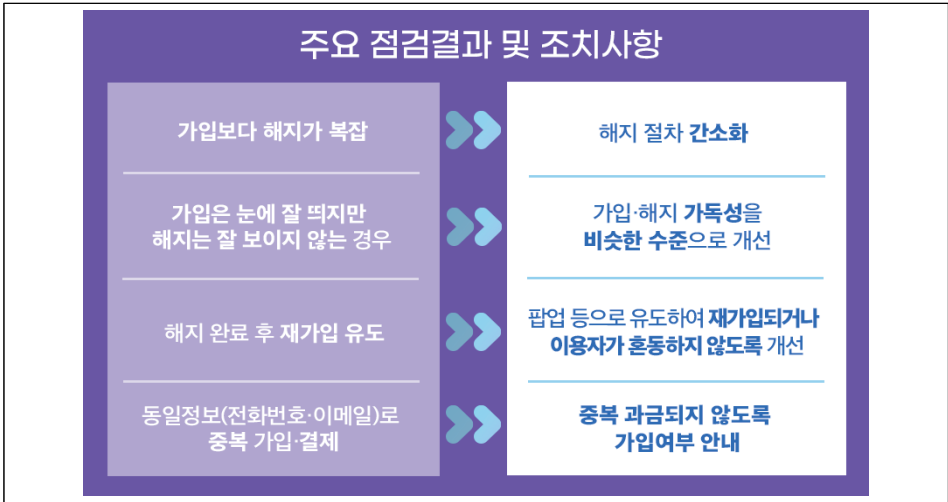 주요 점검결과 및 조치사항
가입보다 해지가 복잡
해지 절차 간소화
가입은 눈에 잘 띄지만
해지는 잘 보이지 않는 경우
가입·해지 가독성을
비슷한 수준으로 개선
해지 완료 후 재가입 유도
팝업 등으로 유도하여 재가입되거나
이용자가 혼동하지 않도록 개선
동일정보(전화번호·이메일)로
중복 가입·결제
중복 과금되지 않도록
가입여부 안내